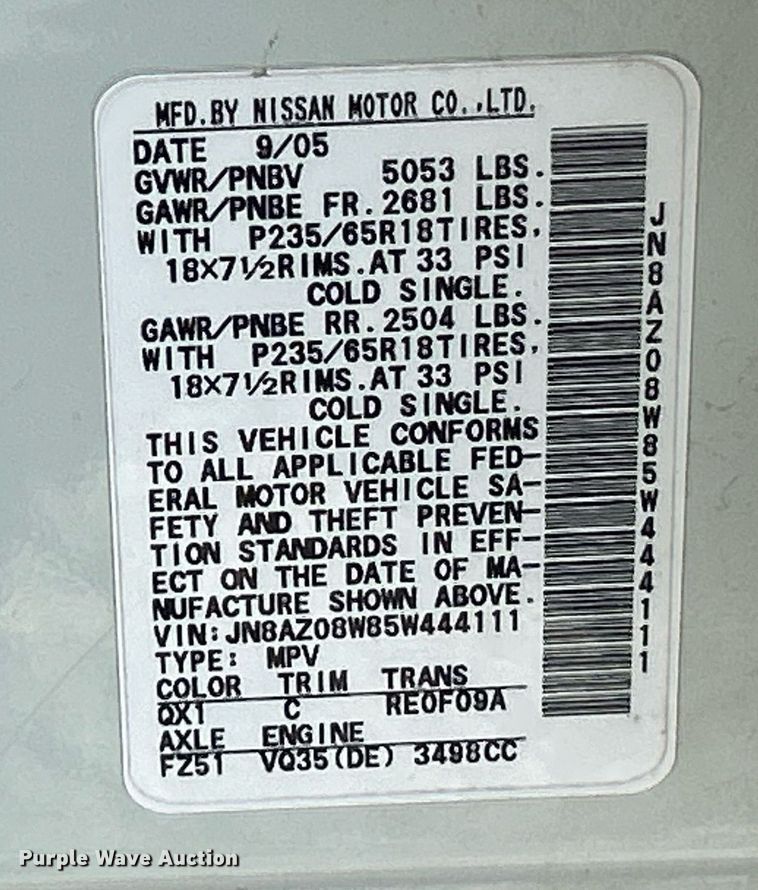 MFD.BY NISSAN MOTOR CO.,LTD.
DATE 9/05
GVWR/PNBV 5053 LBS.
GAWR/PNBE FR.2681 LBS.
WITH P235/65R18TIRES,
18X7½RIMS.AT 33 PSI
COLD SINGLE.
GAWR/PNBE RR.2504 LBS.
WITH P235/65R18TIRES,
18X7½RIMS.AT 33 PSI
COLD SINGLE.
THIS VEHICLE CONFORMS
TO ALL APPLICABLE FED-
ERAL MOTOR VEHICLE SA-
FETY AND THEFT PREVEN-
TION STANDARDS IN EFF-
ECT ON THE DATE OF MA-
NUFACTURE SHOWN ABOVE.
VIN:JN8AZ08W85W444111
TYPE: MPV
COLOR TRIM TRANS
QX1 C RE0F09A
AXLE ENGINE
FZ51 VQ35(DE) 3498CC
JN8AZ08W85W444111
Purple Wave Auction